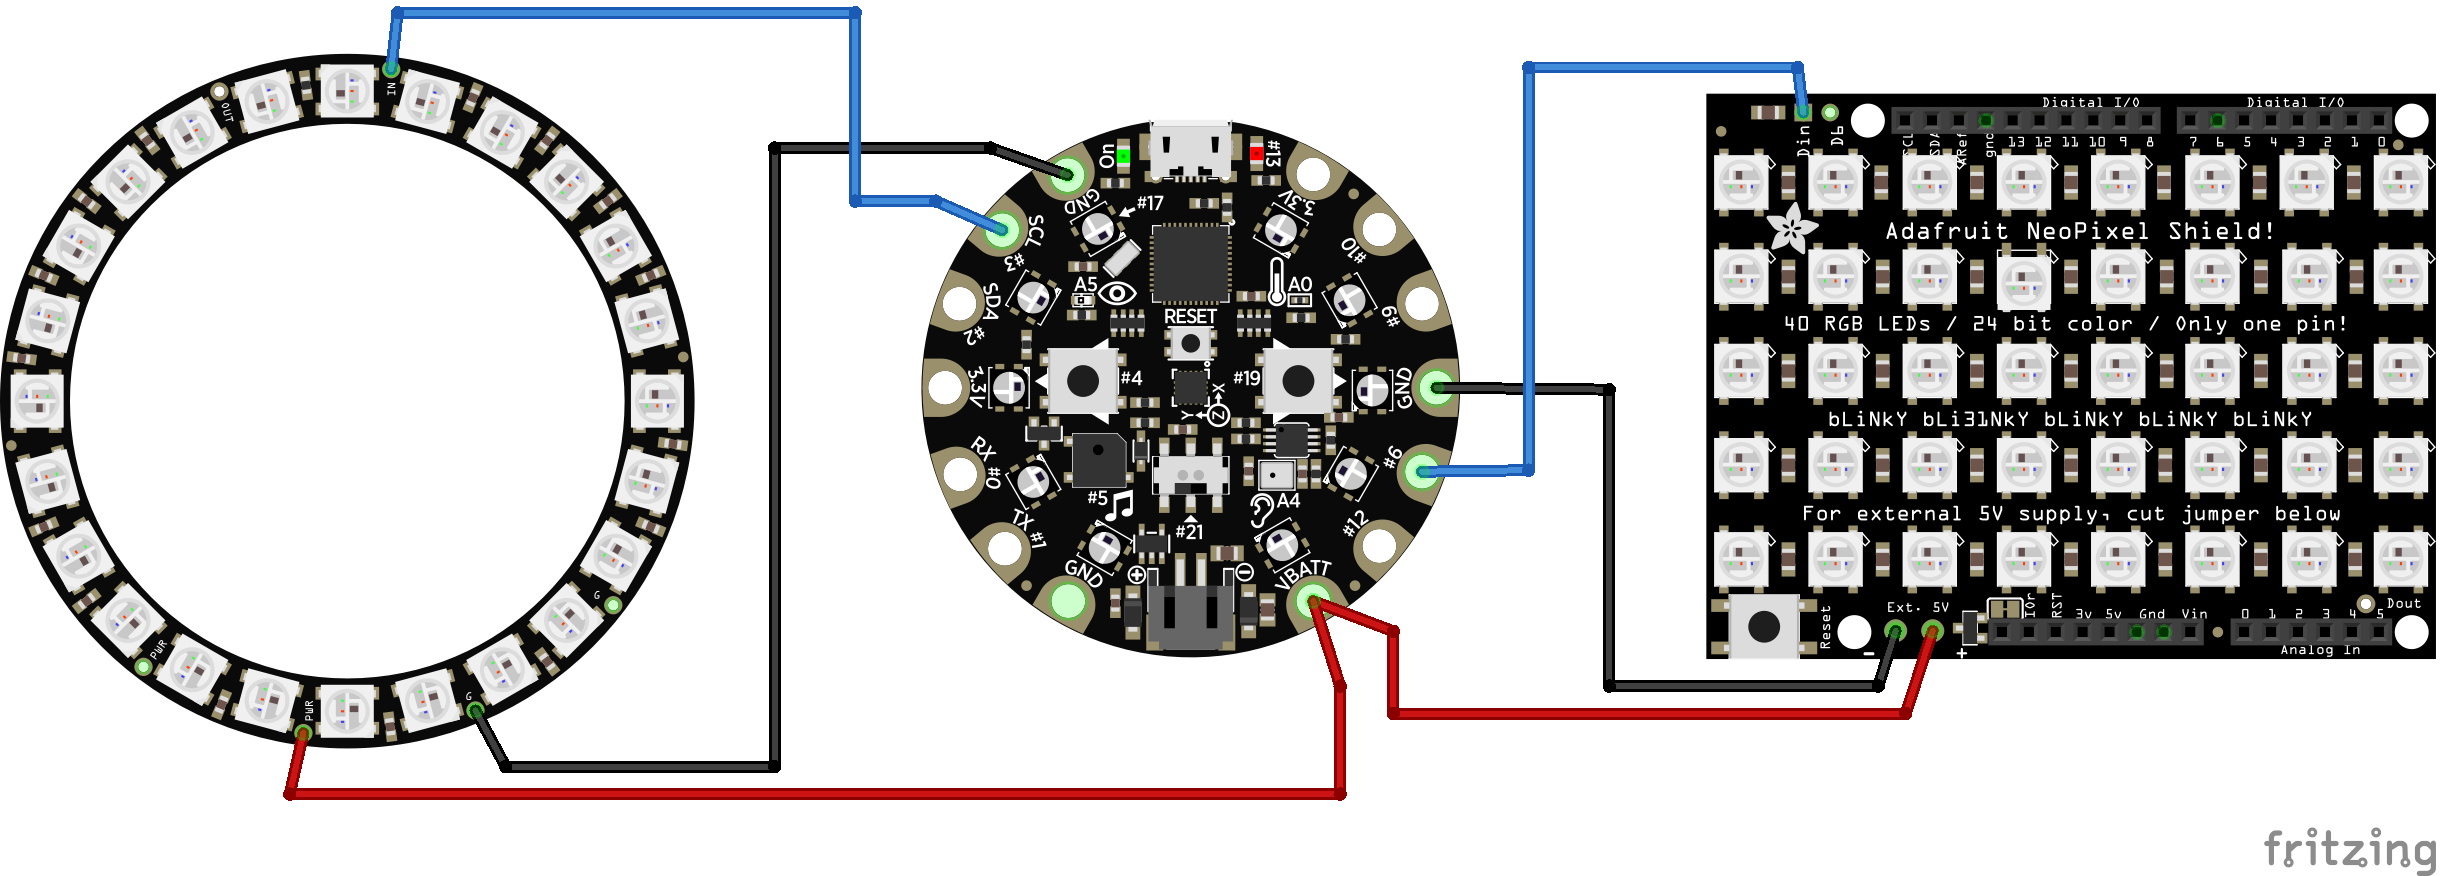 IN
OUT
PWR
PWR
G
G
On
#13
GND
#17
3.3V
SCL
#3
#10
A5
A0
SDA
#2
#9
RESET
3.3V
#4
#19
GND
X
Y
Z
RX #0
#6
#5
A4
TX #1
#21
#12
GND
VBATT
Digital I/O
Digital I/O
Din
D6
SCL
SDA
ARef
gnd
13 12 11 10 9 8
7 6 5 4 3 2 1 0
Adafruit NeoPixel Shield!
40 RGB LEDs / 24 bit color / Only one pin!
bLiNkY bLi31NkY bLiNkY bLiNkY bLiNkY
For external 5V supply, cut jumper below
Reset
Ext. 5V
-
+
IOr
RST
3v 5v Gnd Vin
0 1 2 3 4 5
Dout
Analog In
fritzing